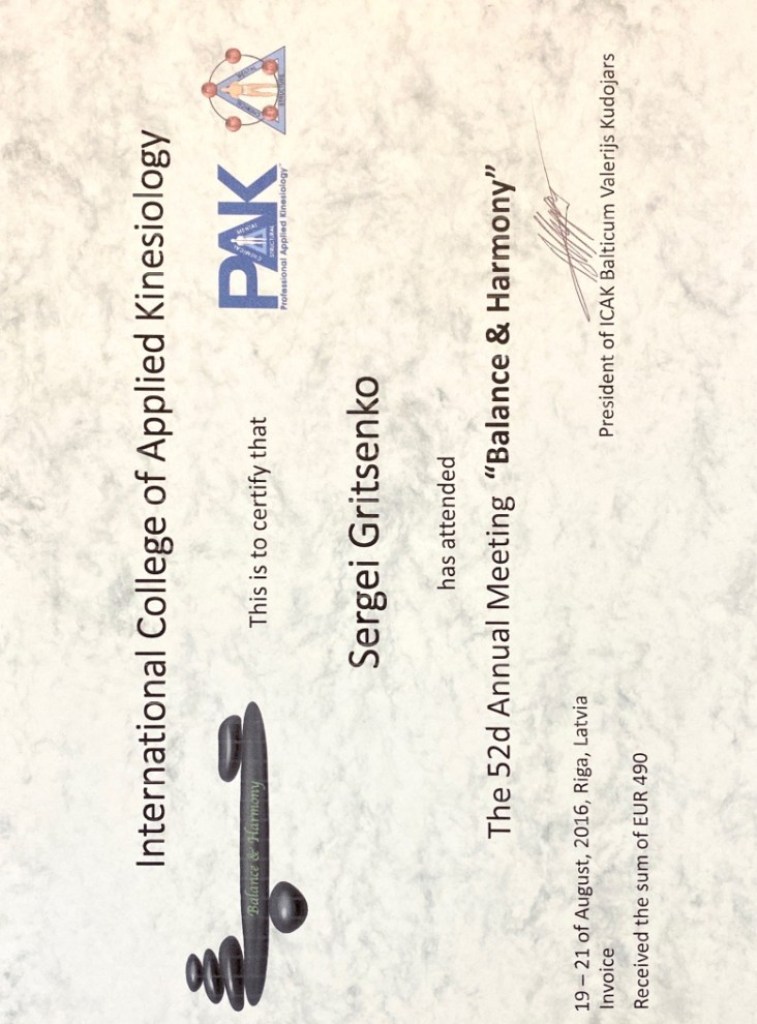 International College of Applied Kinesiology
Balance & Harmony
This is to certify that
PAK
STRUCTURAL
Professional Applied Kinesiology™
STRUCTURE
Sergei Gritsenko
has attended
The 52d Annual Meeting “Balance & Harmony”
19 – 21 of August, 2016, Riga, Latvia
Invoice
Received the sum of EUR 490
President of ICAK Balticum Valerijs Kudojars